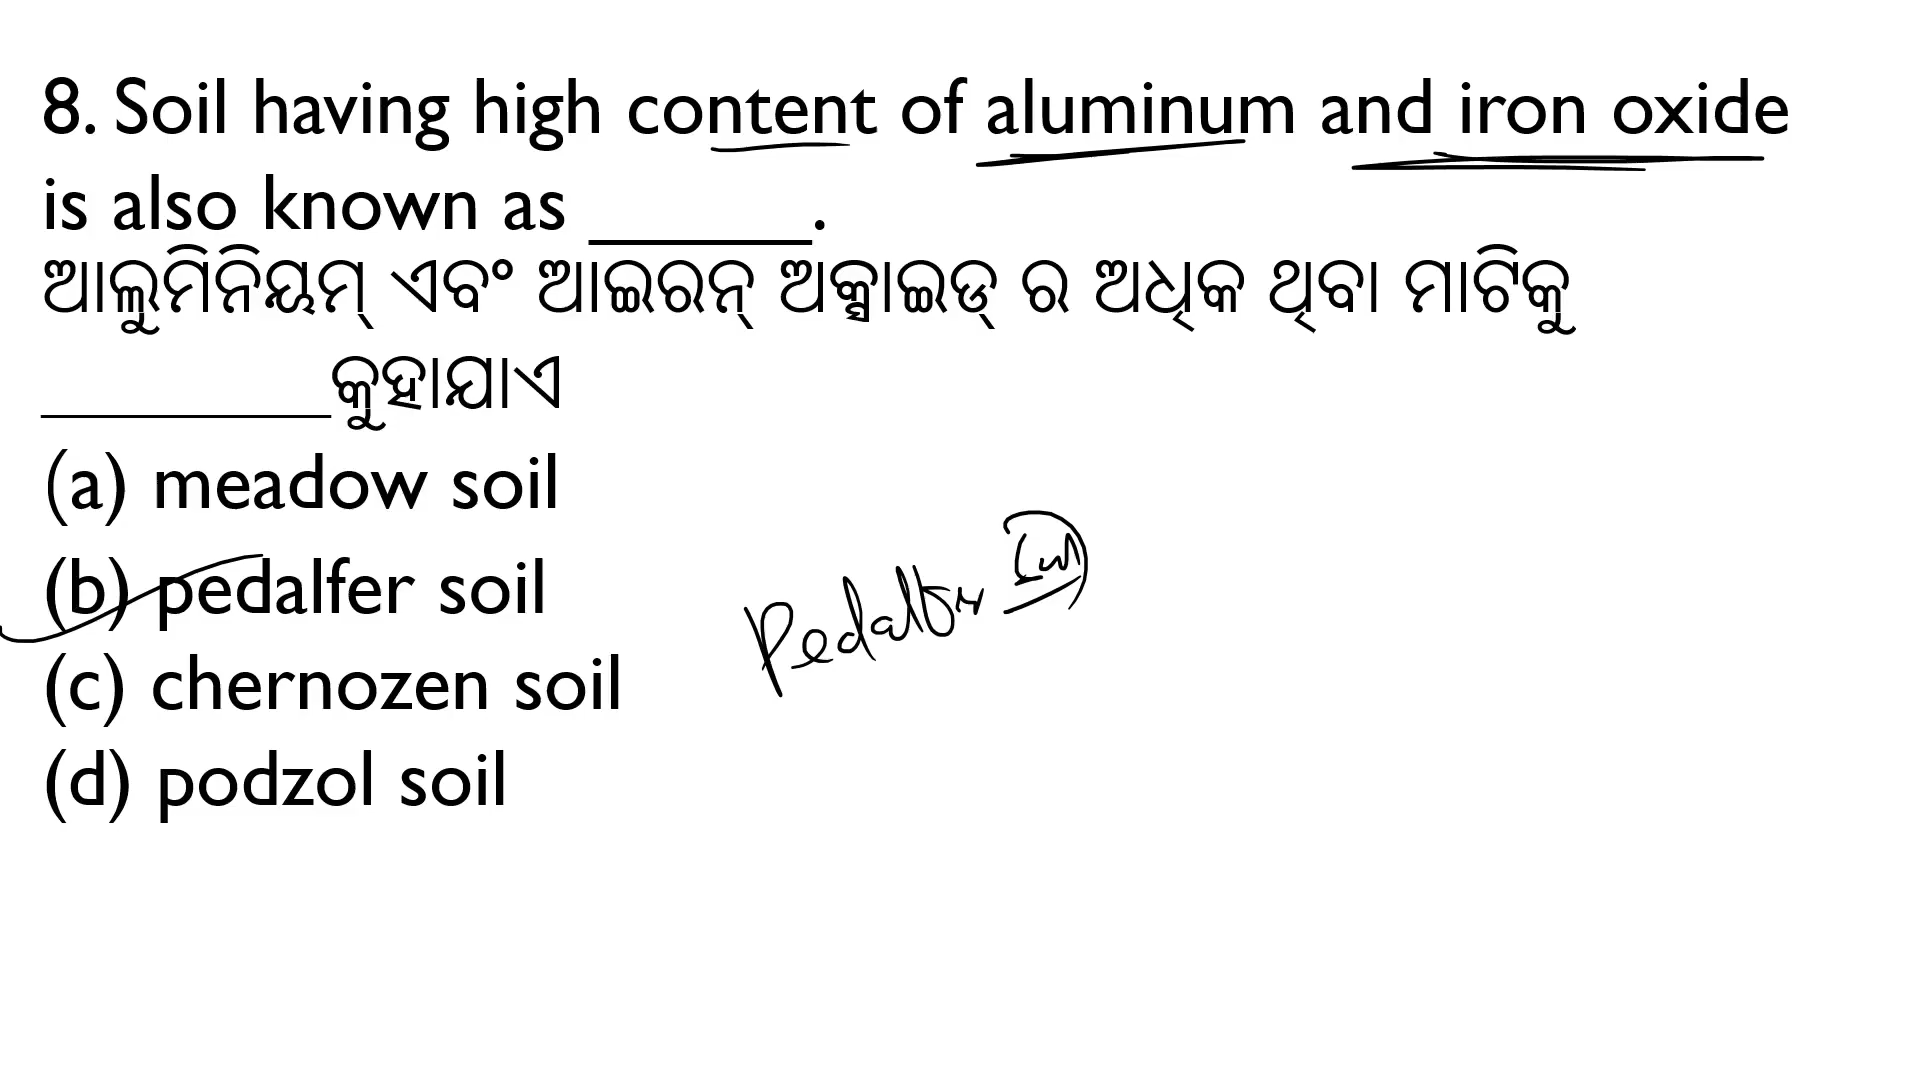 8. Soil having high content of aluminum and iron oxide
is also known as ______.
ଆଲୁମିନିୟମ୍ ଏବଂ ଆଇରନ୍ ଅକ୍ସାଇଡ୍ ର ଅଧିକ ଥିବା ମାଟିକୁ
________କୁହାଯାଏ
(a) meadow soil
(b) pedalfer soil
(c) chernozen soil
(d) podzol soil
Pedalfer